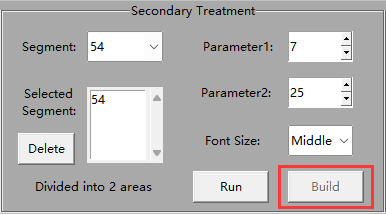 Secondary Treatment
Segment: 54 Parameter1: 7
Selected Segment: 54 Parameter2: 25
Delete Font Size: Middle
Divided into 2 areas Run Build